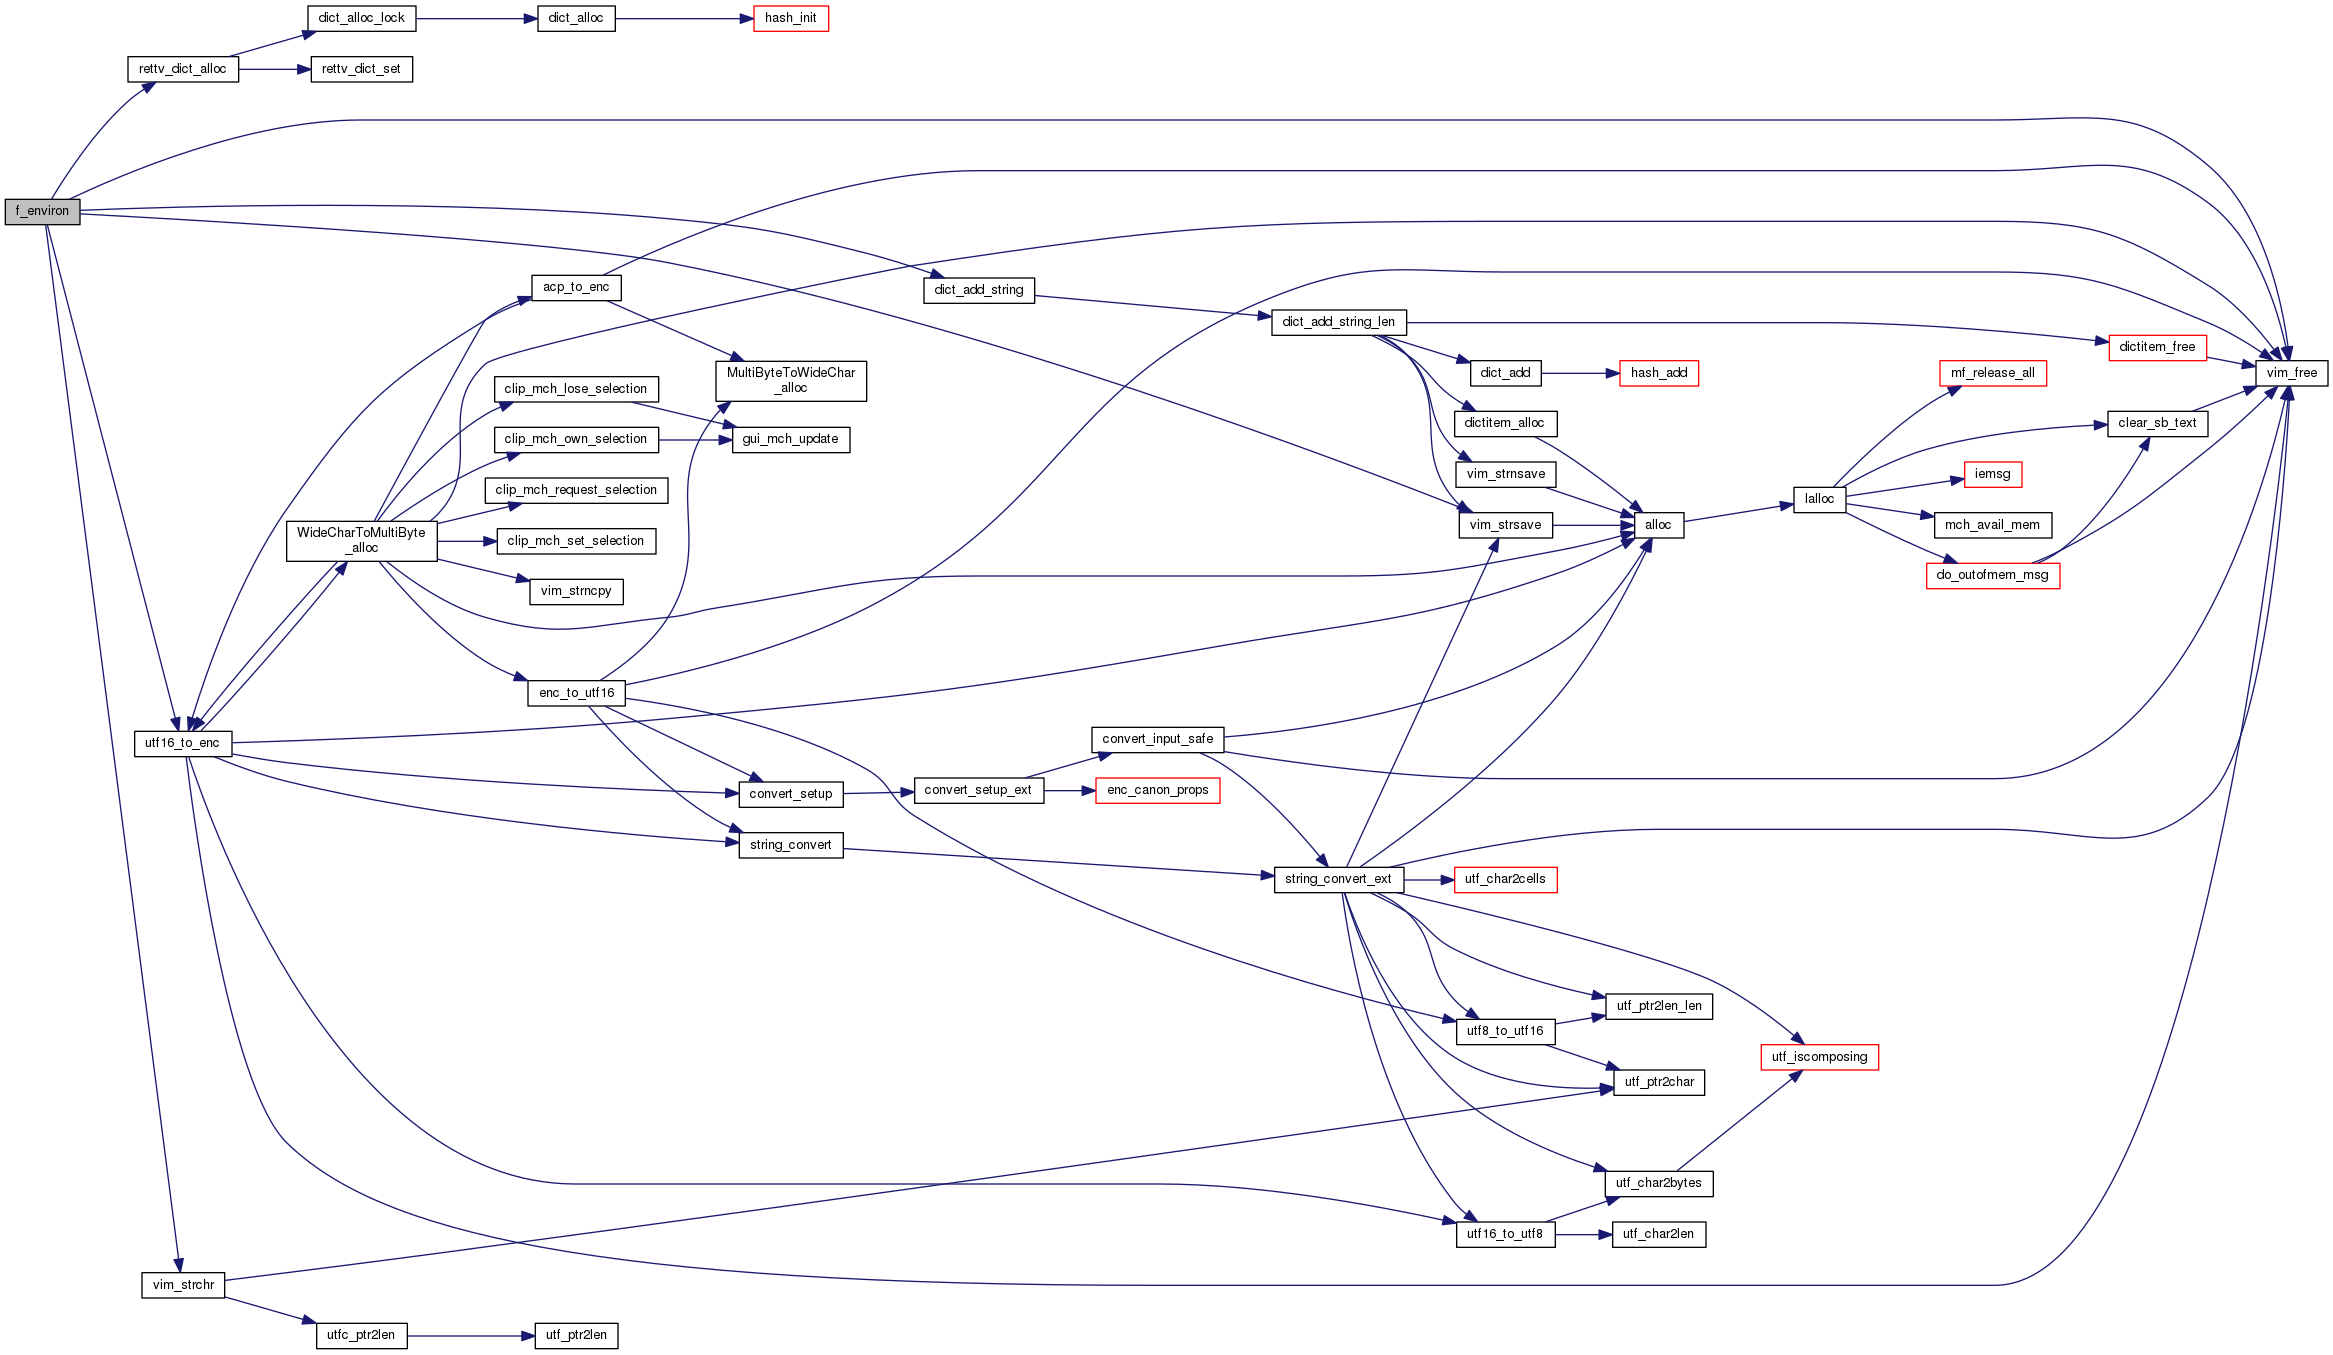 dict_alloc_lock
dict_alloc
hash_init
rettv_dict_alloc
rettv_dict_set
f_environ
acp_to_enc
dict_add_string
dict_add_string_len
dictitem_free
MultiByteToWideChar
_alloc
dict_add
hash_add
mf_release_all
vim_free
clip_mch_lose_selection
clip_mch_own_selection
gui_mch_update
dictitem_alloc
clear_sb_text
vim_strnsave
iemsg
clip_mch_request_selection
lalloc
WideCharToMultiByte
_alloc
vim_strsave
alloc
mch_avail_mem
clip_mch_set_selection
do_outofmem_msg
vim_strncpy
enc_to_utf16
utf16_to_enc
convert_input_safe
convert_setup
convert_setup_ext
enc_canon_props
string_convert
string_convert_ext
utf_char2cells
utf_ptr2len_len
utf8_to_utf16
utf_iscomposing
utf_ptr2char
utf_char2bytes
utf16_to_utf8
utf_char2len
vim_strchr
utfc_ptr2len
utf_ptr2len